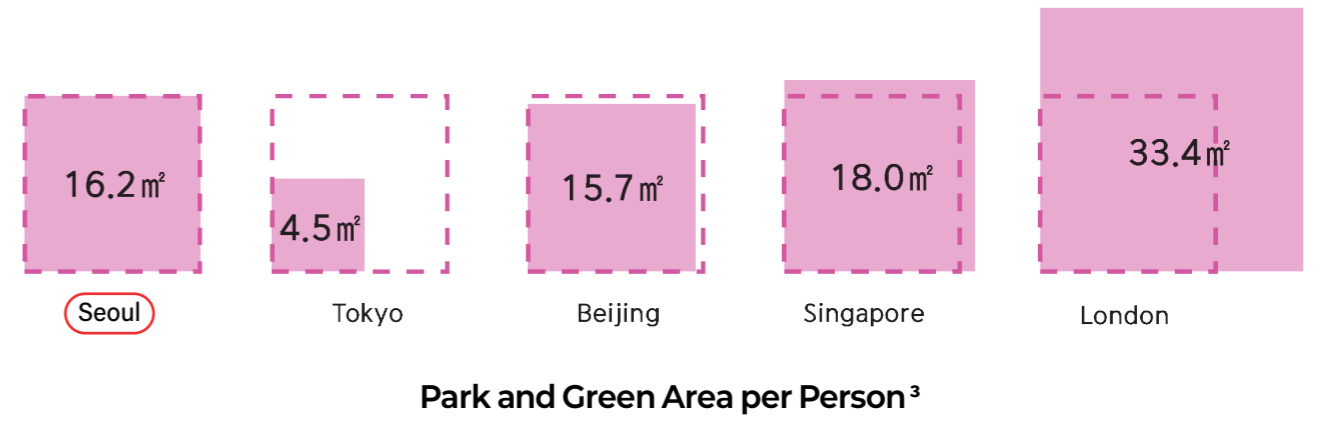 16.2㎡
4.5㎡
15.7㎡
18.0㎡
33.4㎡
Seoul
Tokyo
Beijing
Singapore
London
Park and Green Area per Person³